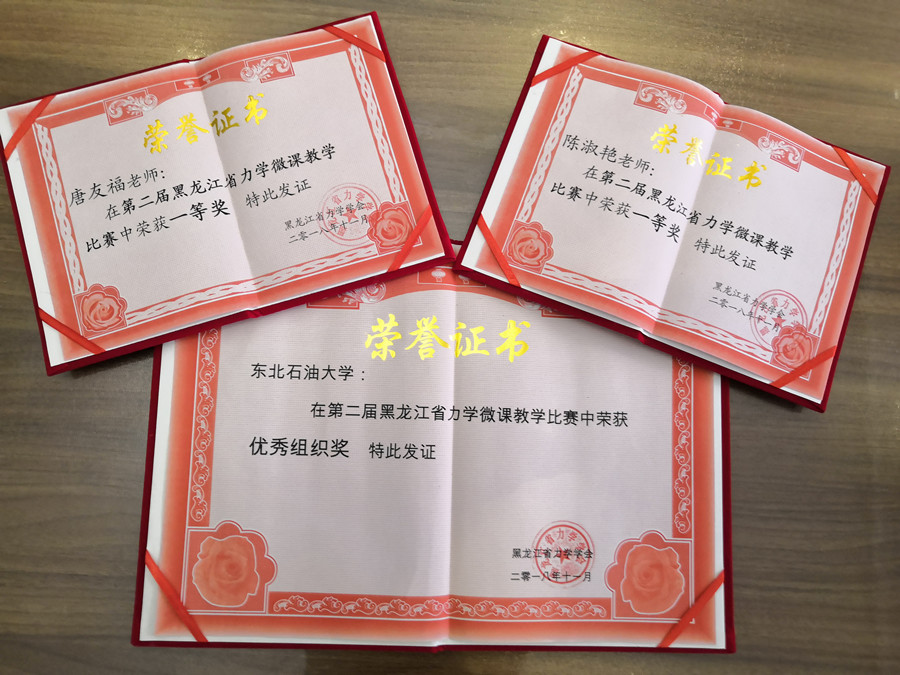 荣誉证书
唐友福老师：
在第二届黑龙江省力学微课教学
比赛中荣获一等奖 特此发证
黑龙江省力学学会
二零一八年十一月
荣誉证书
陈淑艳老师：
在第二届黑龙江省力学微课教学
比赛中荣获一等奖 特此发证
黑龙江省力学学会
二零一八年十一月
荣誉证书
东北石油大学：
在第二届黑龙江省力学微课教学比赛中荣获
优秀组织奖 特此发证
黑龙江省力学学会
二零一八年十一月